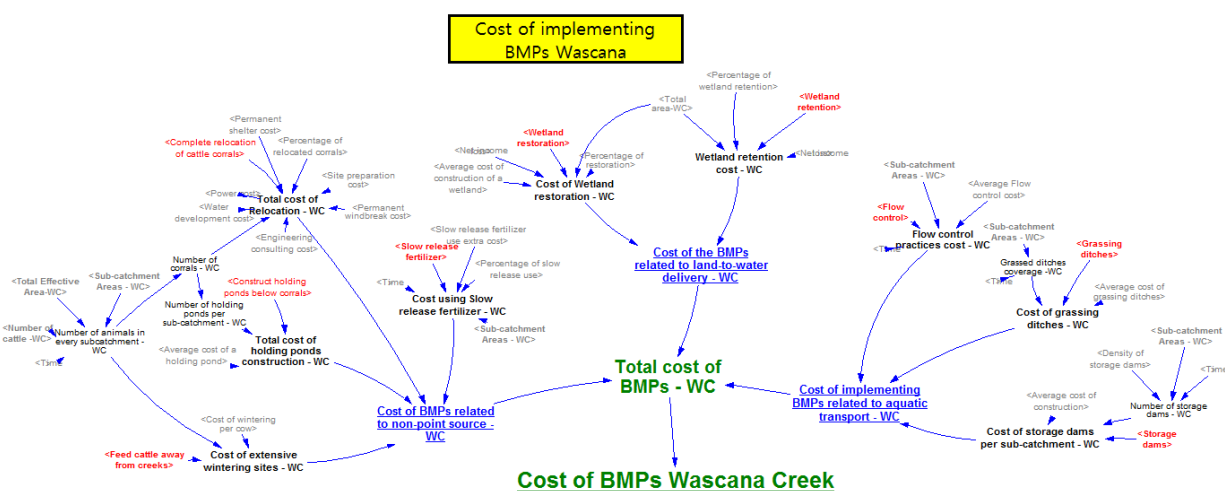 Cost of implementing
BMPs Wascana
<Percentage of
wetland retention>
<Total
area-WC>
<Wetland
retention>
<Permanent
shelter cost>
<Complete relocation
of cattle corrals>
<Percentage of
relocated corrals>
<Wetland
restoration>
<Net income
loss>
<Percentage of
restoration>
<Average cost of
construction of a
wetland>
Cost of Wetland
restoration - WC
Wetland retention
cost - WC
<Net income
<Site preparation
cost>
<Power cost>
<Water
development cost>
Total cost of
Relocation - WC
<Permanent
windbreak cost>
<Engineering
consulting cost>
<Sub-catchment
Areas - WC>
<Average Flow
control cost>
<Flow
control>
Flow control
practices cost - WC
<Time
<Sub-catchment
Areas - WC>
<Grassing
ditches>
Grassed ditches
coverage -WC
<Time
<Average cost of
grassing ditches>
Cost of grassing
ditches - WC
<Slow release fertilizer
use extra cost>
<Slow release
fertilizer>
<Percentage of slow
release use>
<Time
Cost using Slow
release fertilizer - WC
<Sub-catchment
Areas - WC>
Cost of the BMPs
related to land-to-water
delivery - WC
Number of
corrals - WC
<Total Effective
Area-WC>
<Sub-catchment
Areas - WC>
<Construct holding
ponds below corrals>
Number of holding
ponds per
sub-catchment - WC
<Number of
cattle -WC>
Number of animals in
every subcatchment -
WC
<Time
<Average cost of a
holding pond>
Total cost of
holding ponds
construction - WC
<Sub-catchment
Areas - WC>
<Density of
storage dams>
<Time
Total cost of
BMPs - WC
Cost of BMPs related
to non-point source -
WC
Cost of implementing
BMPs related to aquatic
transport - WC
<Average cost of
construction>
Number of storage
dams - WC
Cost of storage dams
per sub-catchment - WC
<Storage
dams>
<Cost of wintering
per cow>
<Feed cattle away
from creeks>
Cost of extensive
wintering sites - WC
Cost of BMPs Wascana Creek